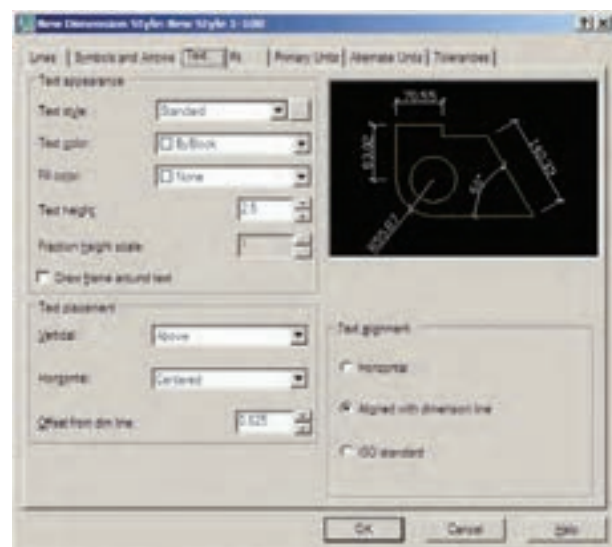 New Dimension Style: New Style 1-100
Lines
Symbols and Arrows
Text
Fit
Primary Units
Alternate Units
Tolerances
Text appearance
Text style:
Standard
Text color:
ByBlock
Fill color:
None
Text height:
2.5
Fraction height scale:
Draw frame around text
Text placement
Vertical:
Above
Horizontal:
Centered
Offset from dim line:
0.625
Text alignment
Horizontal
Aligned with dimension line
ISO standard
OK
Cancel
Help